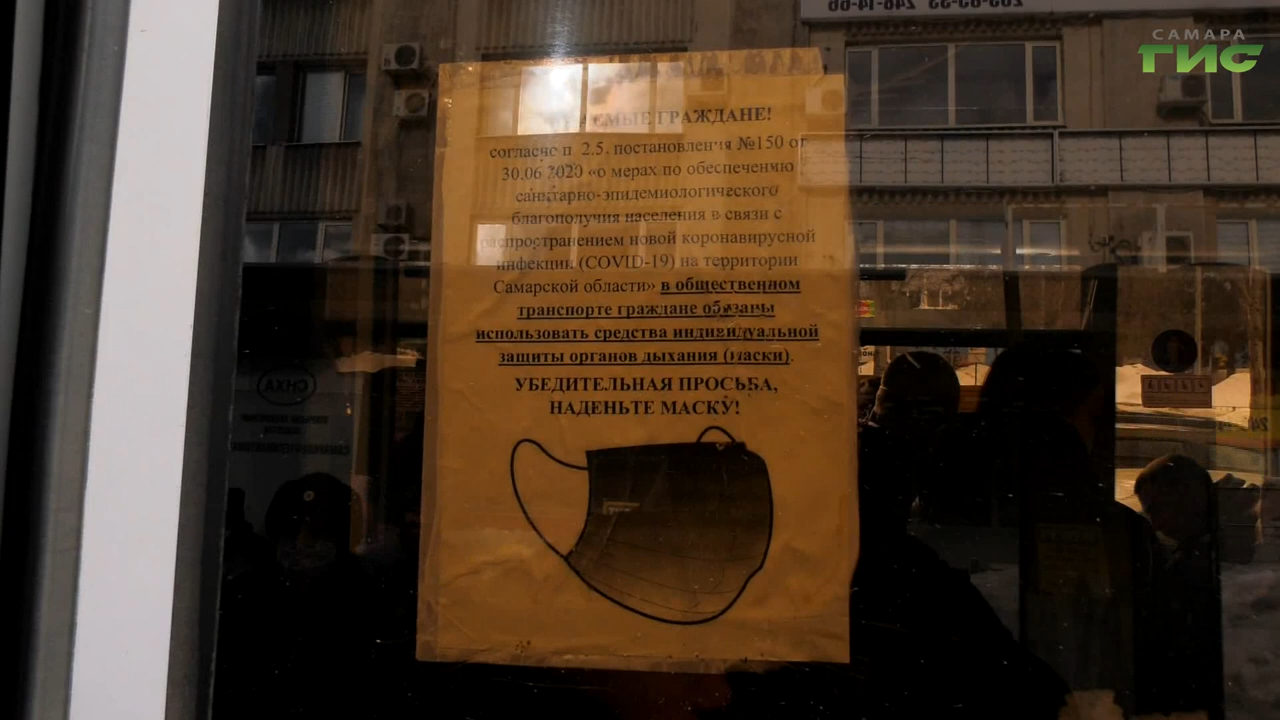 САМАРА
ГИС
ГРАЖДАНЕ!
согласно п 2.5. постановления №150 от
30.06 2020 «о мерах по обеспечению
санитарно-эпидемиологического
благополучия населения в связи с
распространением новой коронавирусной
инфекции (COVID-19) на территории
Самарской области» в общественном
транспорте граждане обязаны
использовать средства индивидуальной
защиты органов дыхания (маски).
УБЕДИТЕЛЬНАЯ ПРОСЬБА,
НАДЕНЬТЕ МАСКУ!